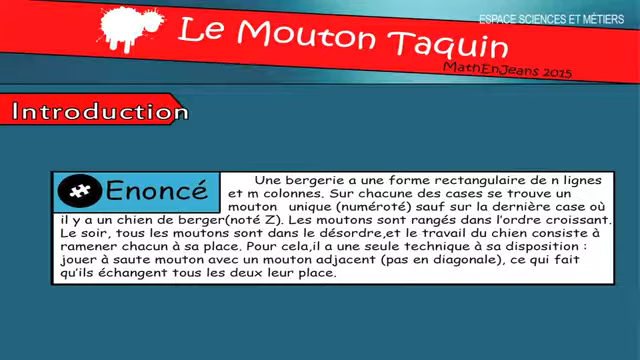 ESPACE SCIENCES ET MÉTIERS
Le Mouton Taquin
MathEnJeans 2015
Introduction
Enoncé
Une bergerie a une forme rectangulaire de n lignes
et m colonnes. Sur chacune des cases se trouve un
mouton unique (numéroté) sauf sur la dernière case où
il y a un chien de berger(noté Z). Les moutons sont rangés dans l'ordre croissant.
Le soir, tous les moutons sont dans le désordre,et le travail du chien consiste à
ramener chacun à sa place. Pour cela,il a une seule technique à sa disposition :
jouer à saute mouton avec un mouton adjacent (pas en diagonale), ce qui fait
qu'ils échangent tous les deux leur place.